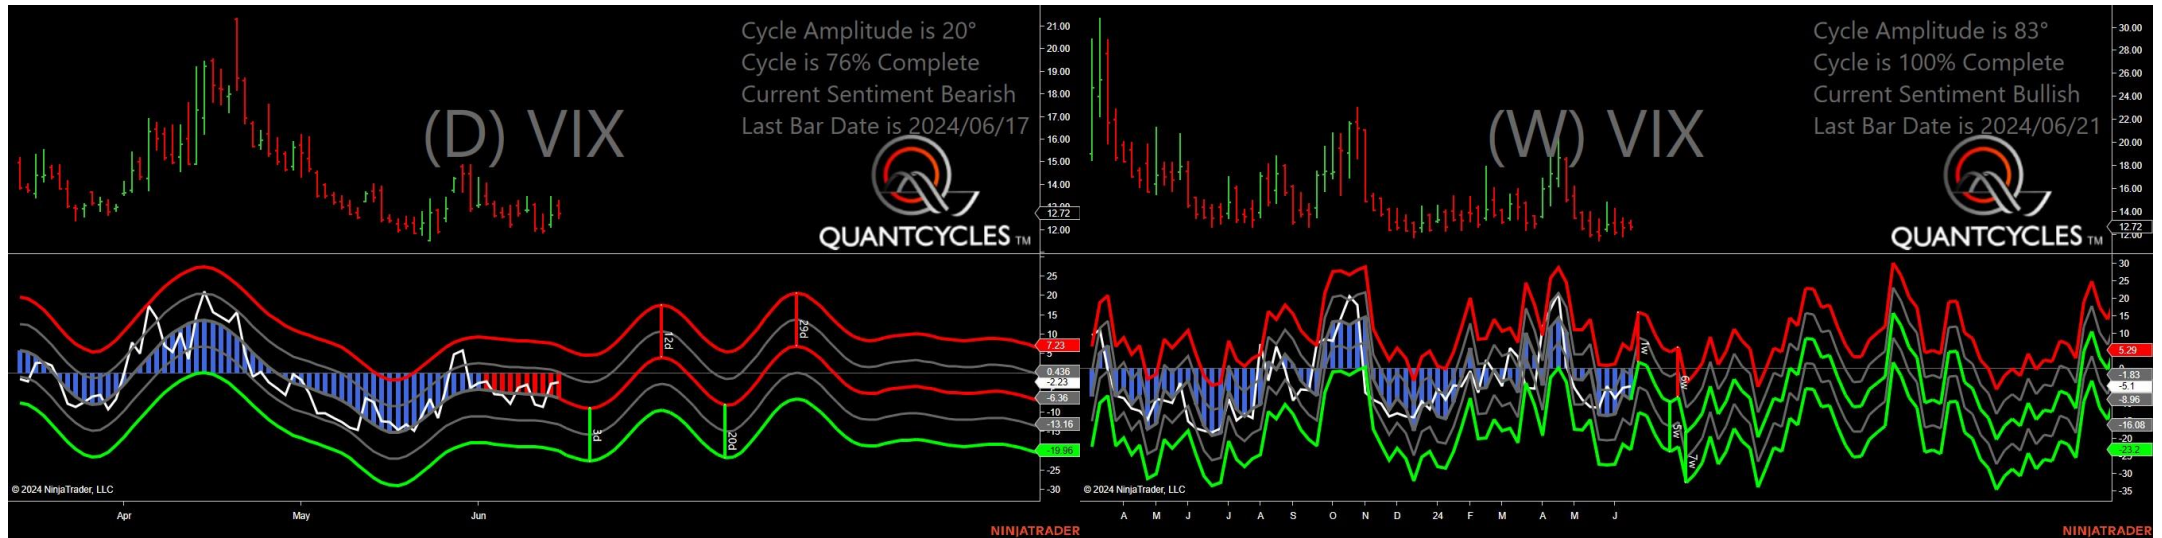 Cycle Amplitude is 20°
Cycle is 76% Complete
Current Sentiment Bearish
Last Bar Date is 2024/06/17
(D) VIX
QUANTCYCLES TM
21.00
20.00
19.00
18.00
17.00
16.00
15.00
14.00
13.00
12.72
12.00
25
20
15
10
7.23
5
0.436
-2.23
-6.36
-10
-13.16
-19.96
-25
-30
12d
29d
3d
20d
© 2024 NinjaTrader, LLC
Apr May Jun
NINJATRADER
Cycle Amplitude is 83°
Cycle is 100% Complete
Current Sentiment Bullish
Last Bar Date is 2024/06/21
(W) VIX
QUANTCYCLES TM
30.00
28.00
26.00
24.00
22.00
20.00
18.00
16.00
14.00
12.72
12.00
30
25
20
15
10
5.29
-1.83
-5.1
-8.96
-16.08
-20
-23.2
-30
-35
1w
6w
5w
7w
© 2024 NinjaTrader, LLC
A M J J A S O N D 24 F M A M J
NINJATRADER